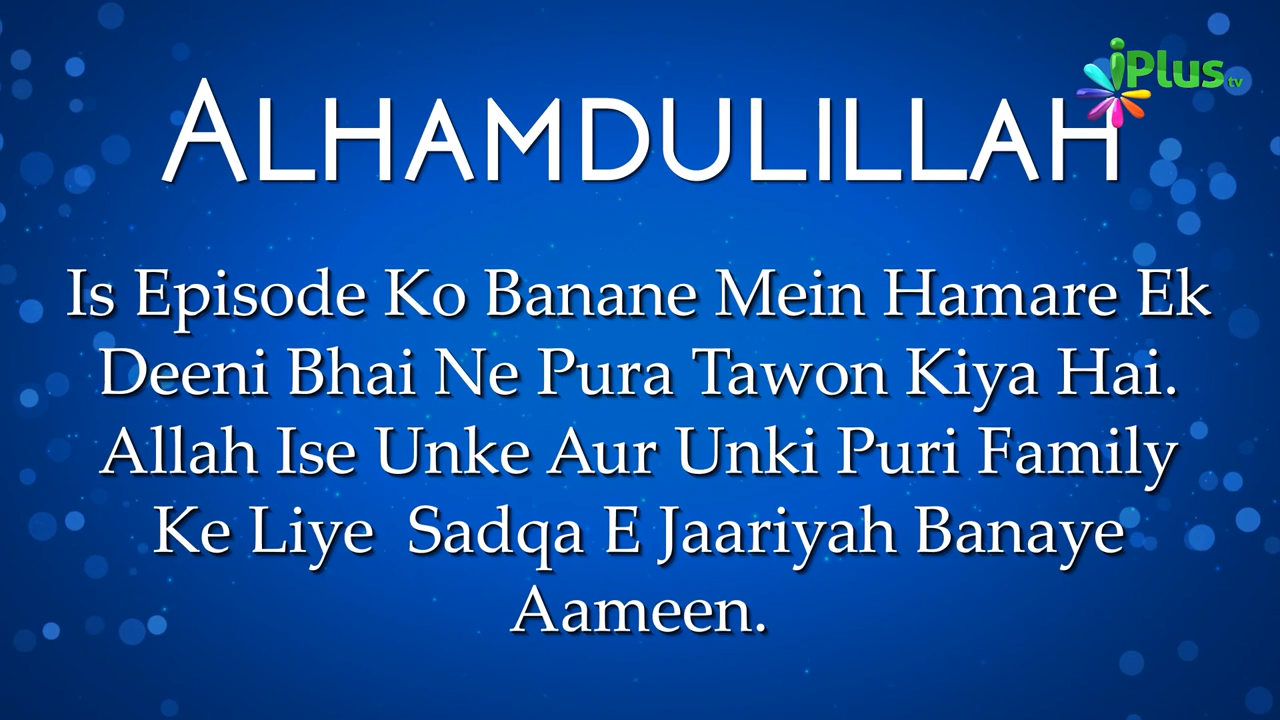 iPlus tv
ALHAMDULILLAH
Is Episode Ko Banane Mein Hamare Ek
Deeni Bhai Ne Pura Tawon Kiya Hai.
Allah Ise Unke Aur Unki Puri Family
Ke Liye Sadqa E Jaariyah Banaye
Aameen.